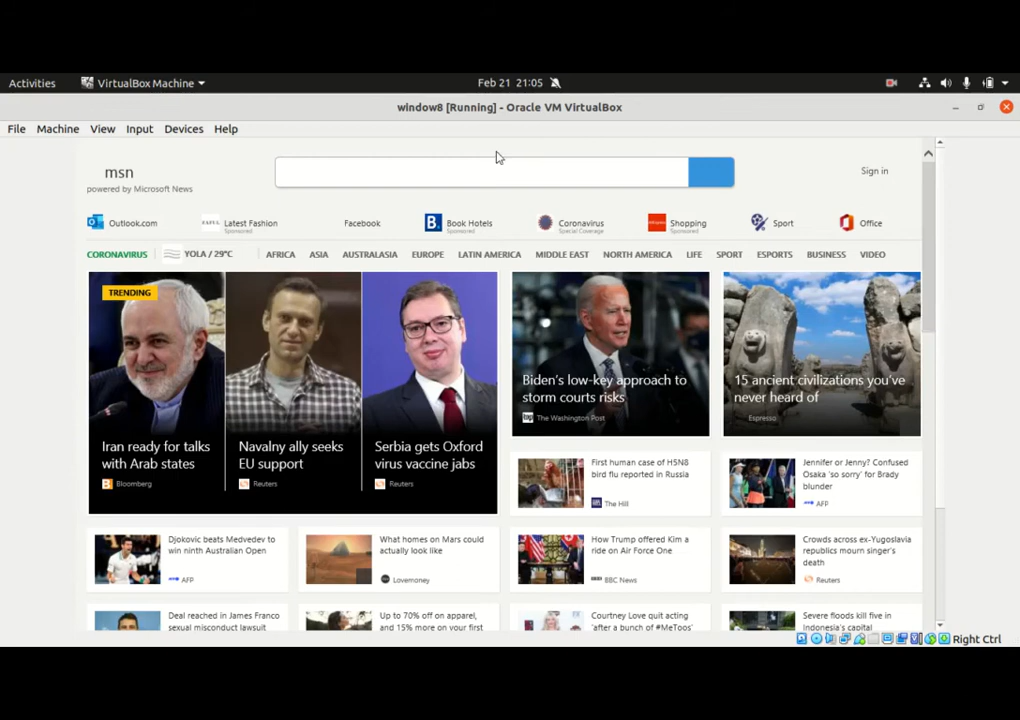 Activities VirtualBox Machine Feb 21 21:05
window8 [Running] - Oracle VM VirtualBox
File Machine View Input Devices Help
msn
powered by Microsoft News
Sign in
Outlook.com Latest Fashion Facebook B. Book Hotels Coronavirus Shopping Sport Office
Sponsored Sponsored Special Coverage Sponsored
CORONAVIRUS YOLA / 29°C AFRICA ASIA AUSTRALASIA EUROPE LATIN AMERICA MIDDLE EAST NORTH AMERICA LIFE SPORT ESPORTS BUSINESS VIDEO
TRENDING
Iran ready for talks
with Arab states
Bloomberg
Navalny ally seeks
EU support
Reuters
Serbia gets Oxford
virus vaccine jabs
Reuters
Biden's low-key approach to
storm courts risks
The Washington Post
15 ancient civilizations you've
never heard of
Espresso
First human case of H5N8
bird flu reported in Russia
The Hill
Jennifer or Jenny? Confused
Osaka 'so sorry' for Brady
blunder
AFP
Djokovic beats Medvedev to
win ninth Australian Open
AFP
What homes on Mars could
actually look like
Lovemoney
How Trump offered Kim a
ride on Air Force One
BBC News
Crowds across ex-Yugoslavia
republics mourn singer's
death
Reuters
Deal reached in James Franco
sexual misconduct lawsuit
Up to 70% off on apparel,
and 15% more on your first
Courtney Love quit acting
'after a bunch of #MeToos'
Severe floods kill five in
Indonesia's capital
Right Ctrl